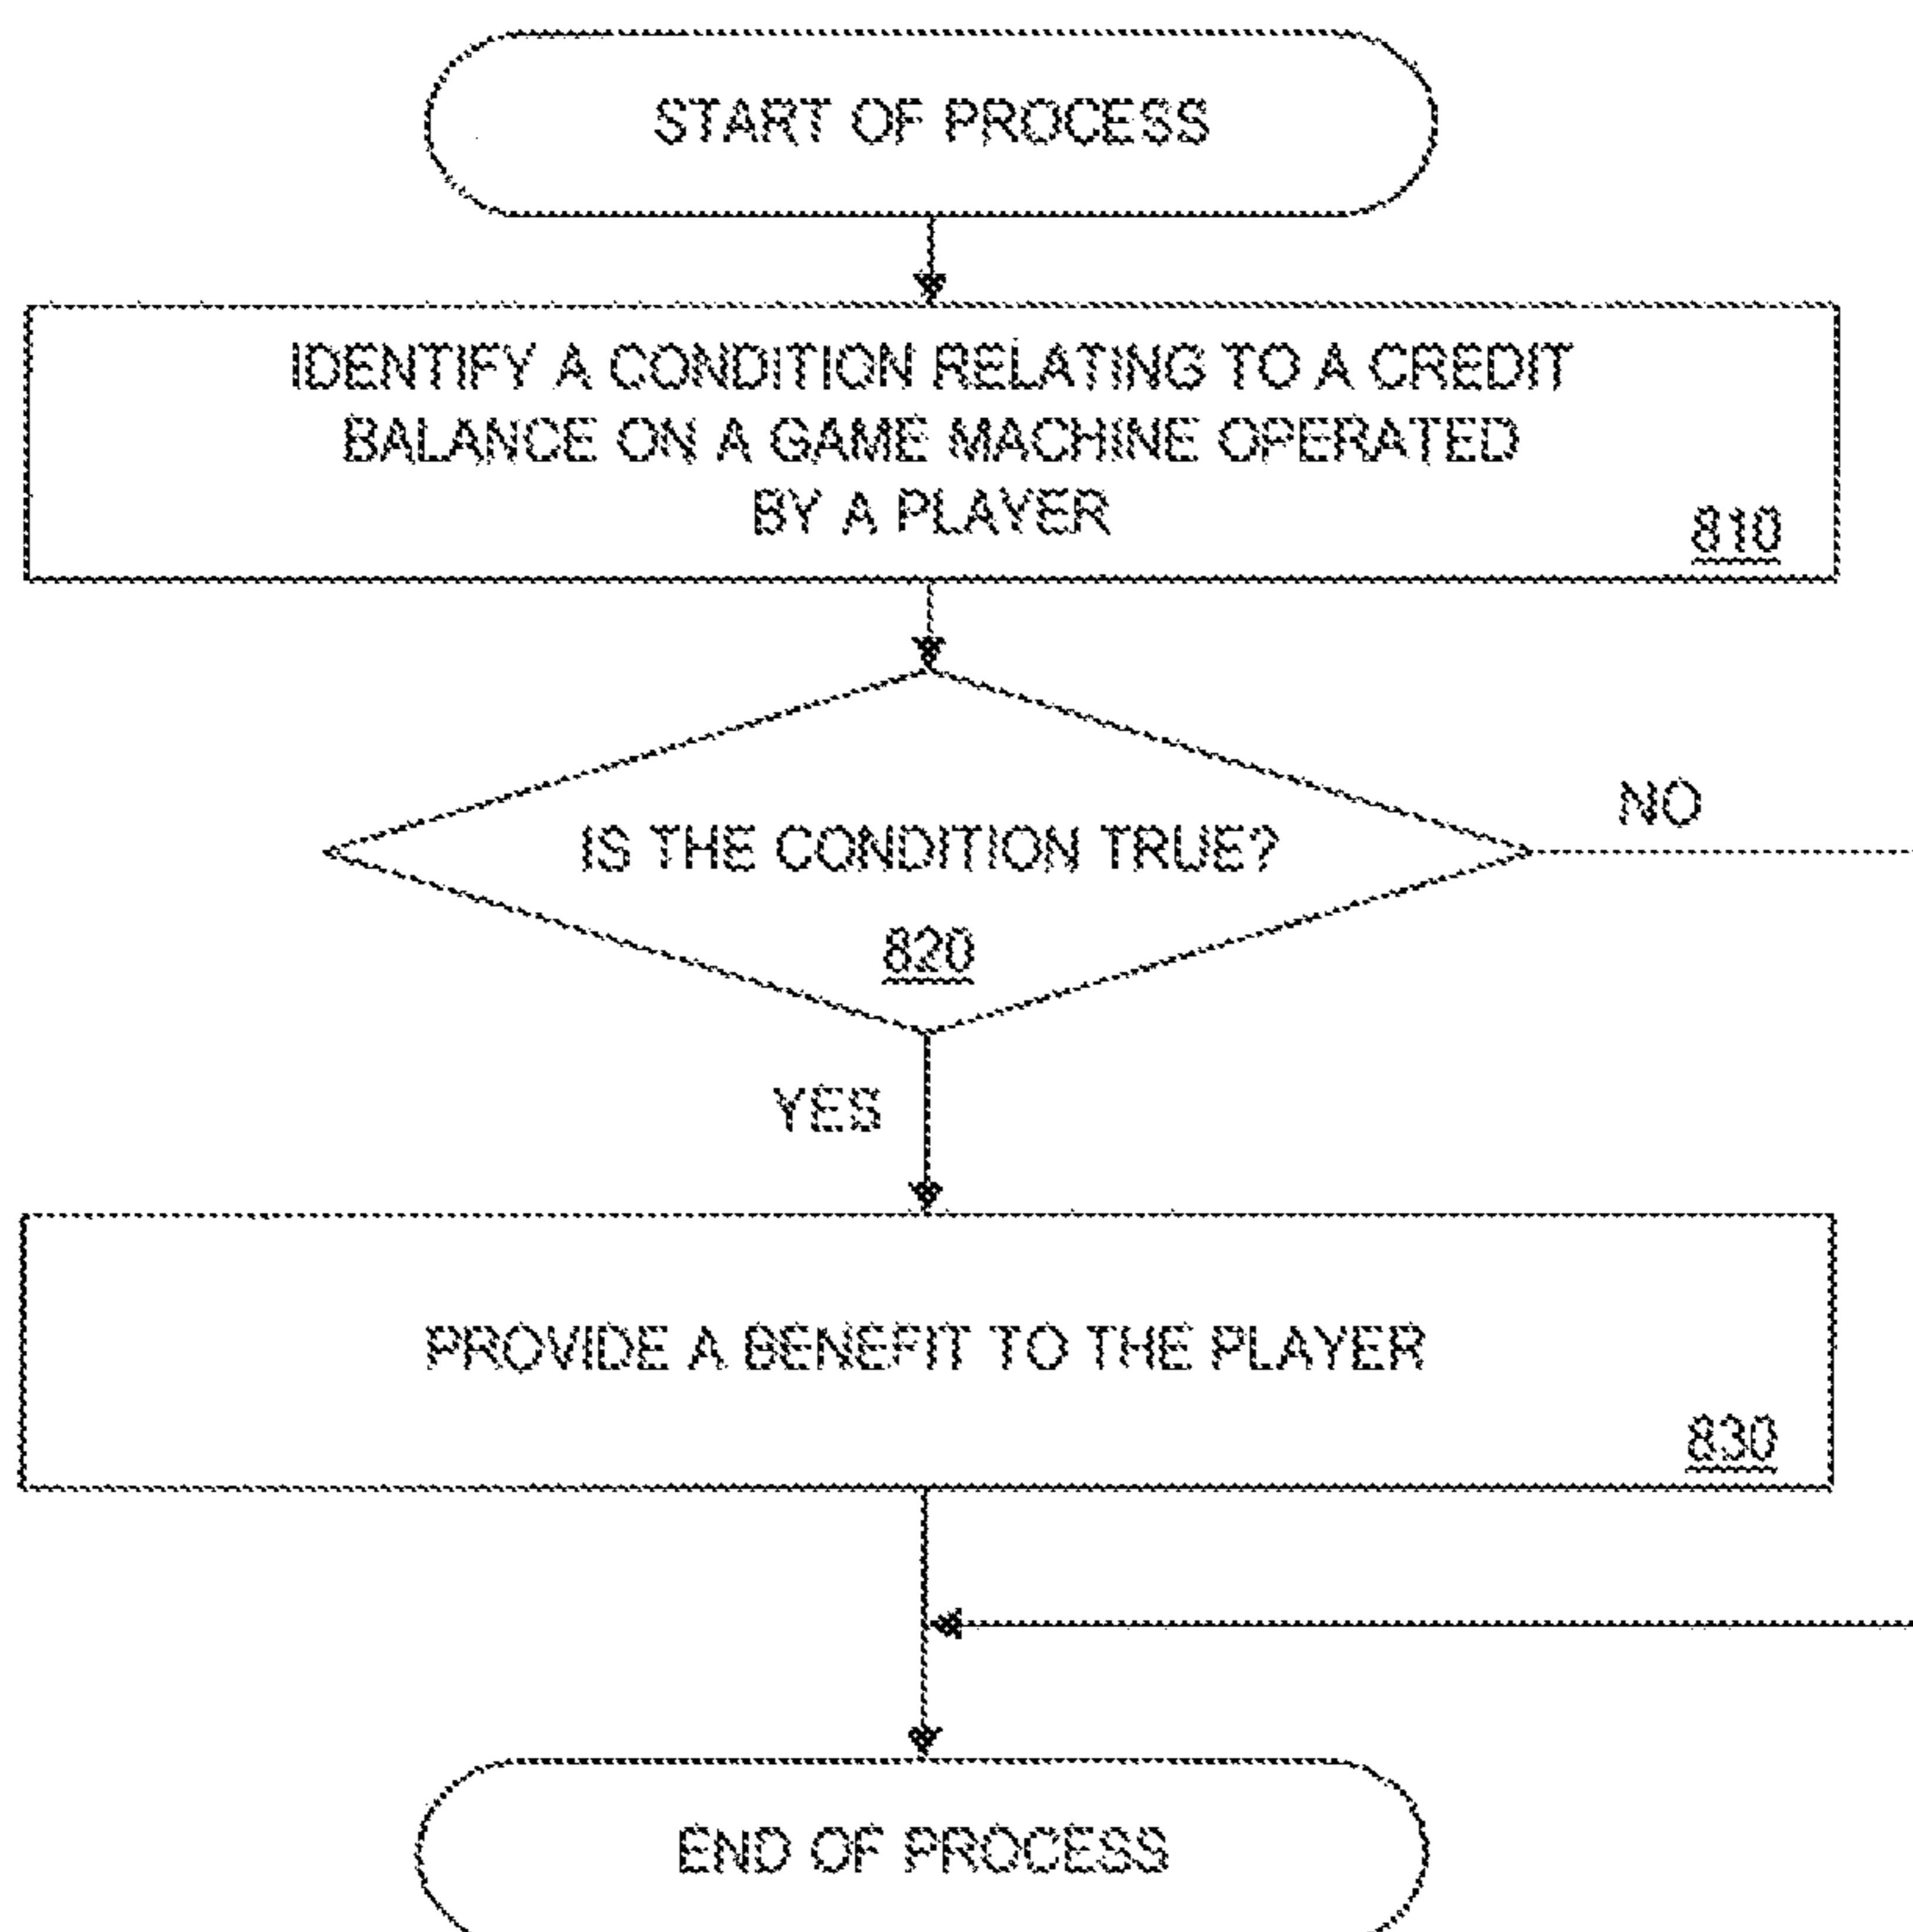 START OF PROCESS
IDENTIFY A CONDITION RELATING TO A CREDIT
BALANCE ON A GAME MACHINE OPERATED
BY A PLAYER
810
IS THE CONDITION TRUE?
NO
820
YES
PROVIDE A BENEFIT TO THE PLAYER
830
END OF PROCESS